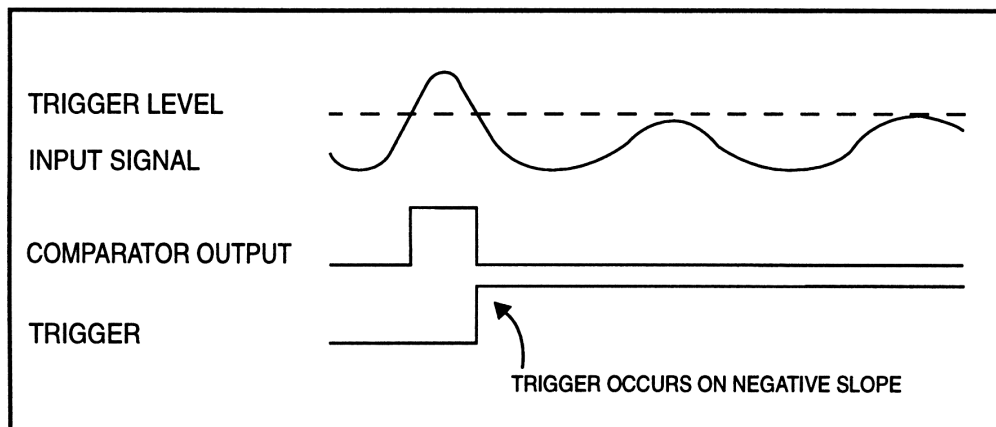 TRIGGER LEVEL
INPUT SIGNAL
COMPARATOR OUTPUT
TRIGGER
TRIGGER OCCURS ON NEGATIVE SLOPE